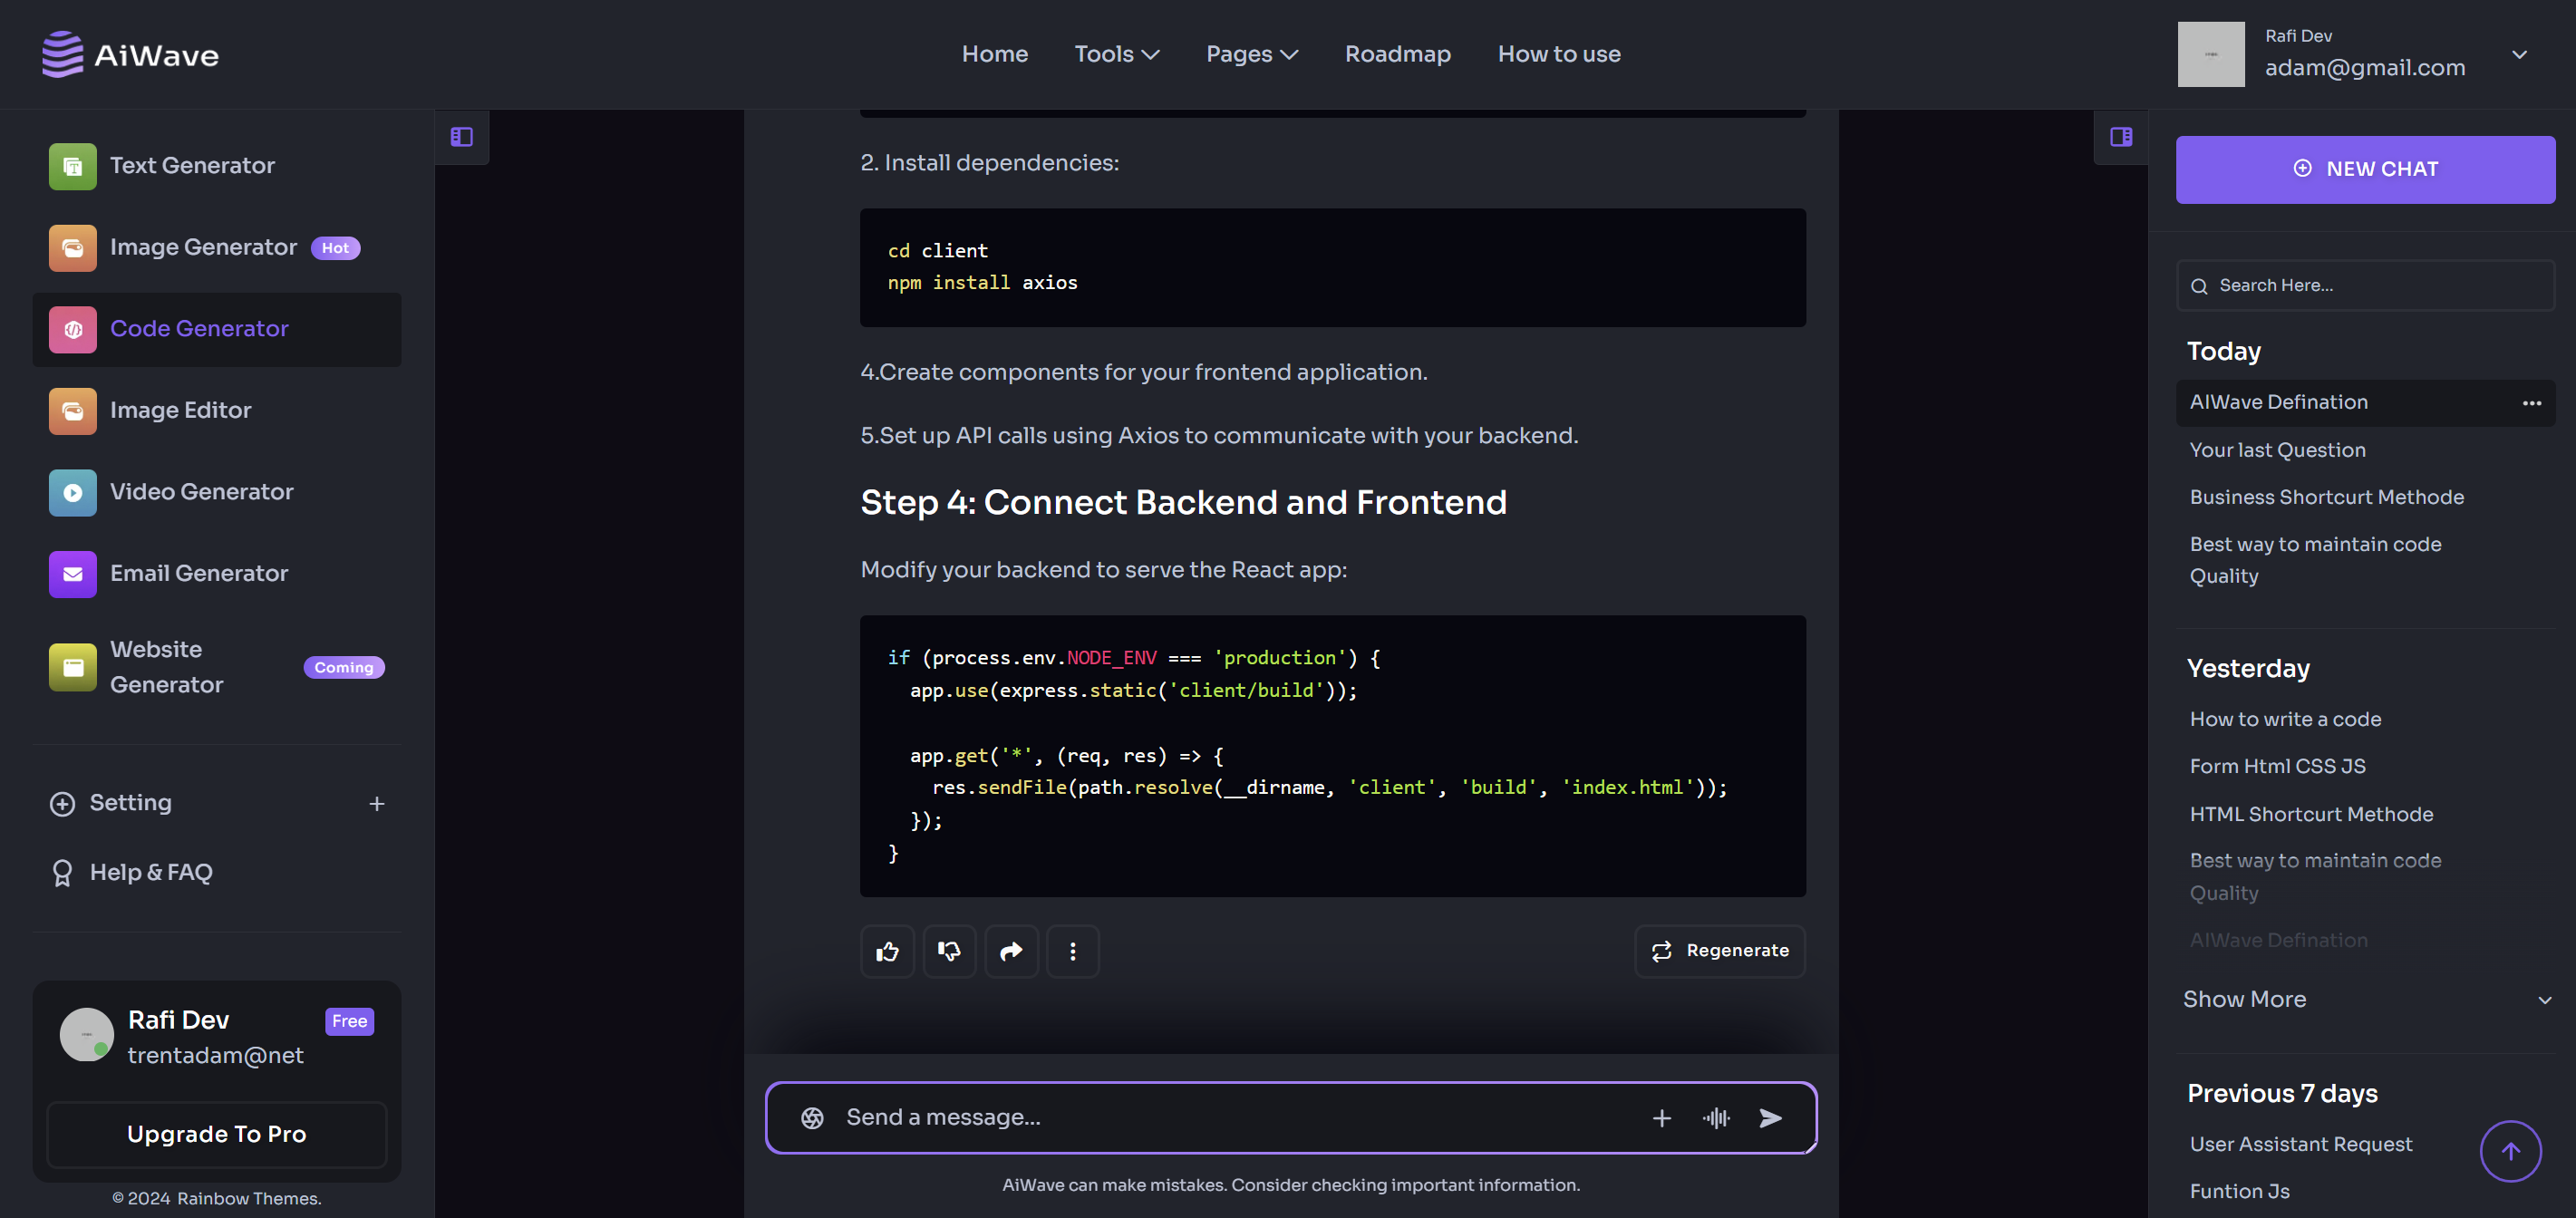 AiWave
Home Tools Pages Roadmap How to use
Rafi Dev
adam@gmail.com
Text Generator
Image Generator Hot
Code Generator
Image Editor
Video Generator
Email Generator
Website
Generator
Coming
Setting
Help & FAQ
Rafi Dev Free
trentadam@net
Upgrade To Pro
© 2024 Rainbow Themes.
2. Install dependencies:
cd client
npm install axios
4.Create components for your frontend application.
5.Set up API calls using Axios to communicate with your backend.
Step 4: Connect Backend and Frontend
Modify your backend to serve the React app:
if (process.env.NODE_ENV === 'production') {
  app.use(express.static('client/build'));
  app.get('*', (req, res) => {
    res.sendFile(path.resolve(__dirname, 'client', 'build', 'index.html'));
  });
}
Regenerate
Send a message...
AiWave can make mistakes. Consider checking important information.
NEW CHAT
Search Here...
Today
AIWave Defination
Your last Question
Business Shortcurt Methode
Best way to maintain code
Quality
Yesterday
How to write a code
Form Html CSS JS
HTML Shortcurt Methode
Best way to maintain code
Quality
AIWave Defination
Show More
Previous 7 days
User Assistant Request
Funtion Js